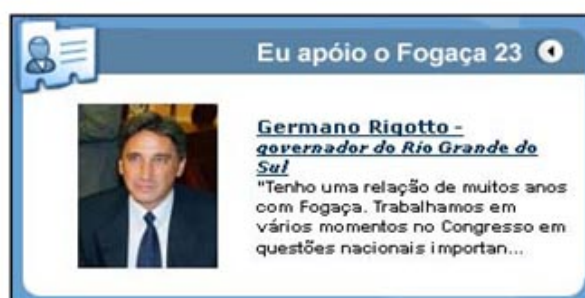 Eu apóio o Fogaça 23
Germano Rigotto -
governador do Rio Grande do
Sul
"Tenho uma relação de muitos anos
com Fogaça. Trabalhamos em
vários momentos no Congresso em
questões nacionais importan...